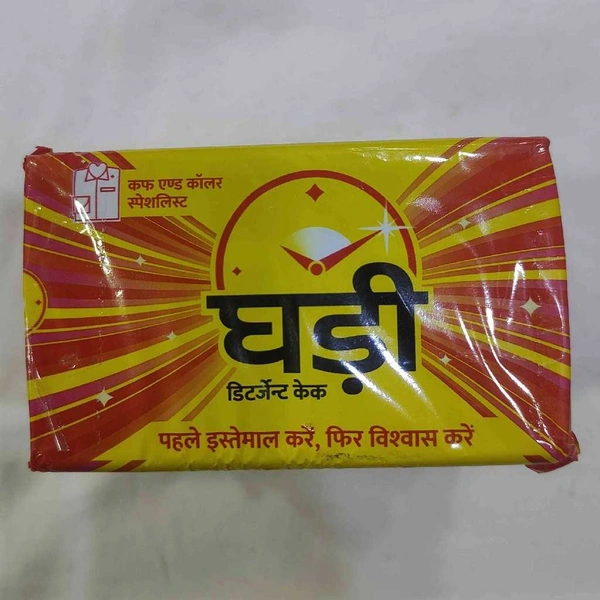 कफ एण्ड कॉलर
स्पेशलिस्ट
घड़ी
डिटर्जेन्ट केक
पहले इस्तेमाल करें, फिर विश्वास करें